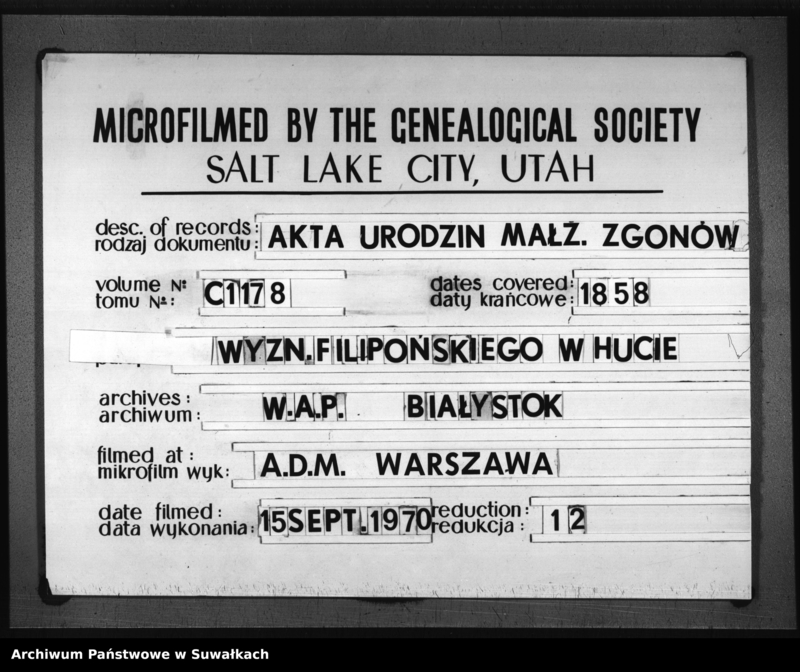 MICROFILMED BY THE GENEALOGICAL SOCIETY
SALT LAKE CITY, UTAH
desc. of records:
rodzaj dokumentu: AKTA URODZIN MAŁŻ. ZGONÓW
volume Nº
tomu Nº: C1178
dates covered:
daty krańcowe: 1858
WYZN. FILIPOŃSKIEGO W HUCIE
archives:
archiwum: W.A.P. BIAŁYSTOK
filmed at:
mikrofilm wyk: A.D.M. WARSZAWA
date filmed:
data wykonania: 15 SEPT. 1970
reduction:
redukcja: 12
Archiwum Państwowe w Suwałkach